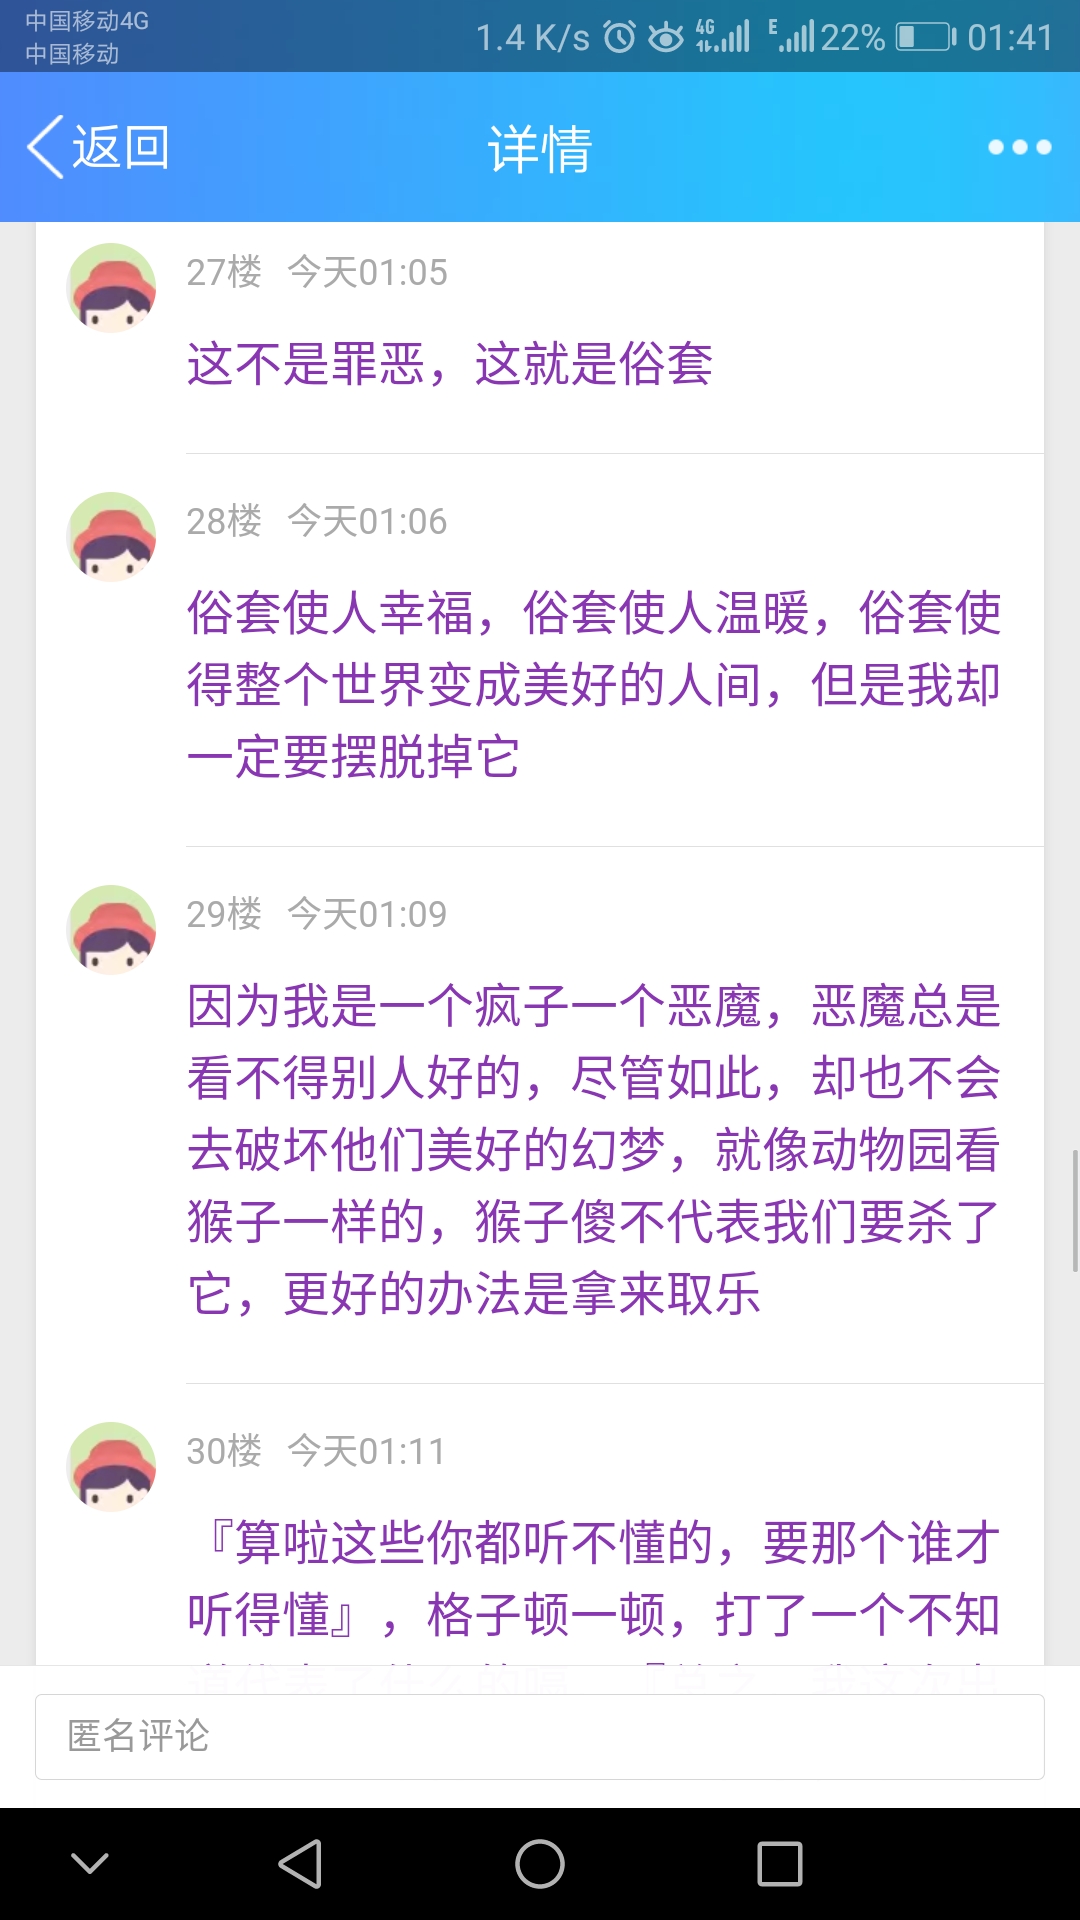 中国移动4G
中国移动
1.4 K/s 4G E 22% 01:41
返回 详情
27楼 今天01:05
这不是罪恶，这就是俗套
28楼 今天01:06
俗套使人幸福，俗套使人温暖，俗套使
得整个世界变成美好的人间，但是我却
一定要摆脱掉它
29楼 今天01:09
因为我是一个疯子一个恶魔，恶魔总是
看不得别人好的，尽管如此，却也不会
去破坏他们美好的幻梦，就像动物园看
猴子一样的，猴子傻不代表我们要杀了
它，更好的办法是拿来取乐
30楼 今天01:11
『算啦这些你都听不懂的，要那个谁才
听得懂』，格子顿一顿，打了一个不知
匿名评论